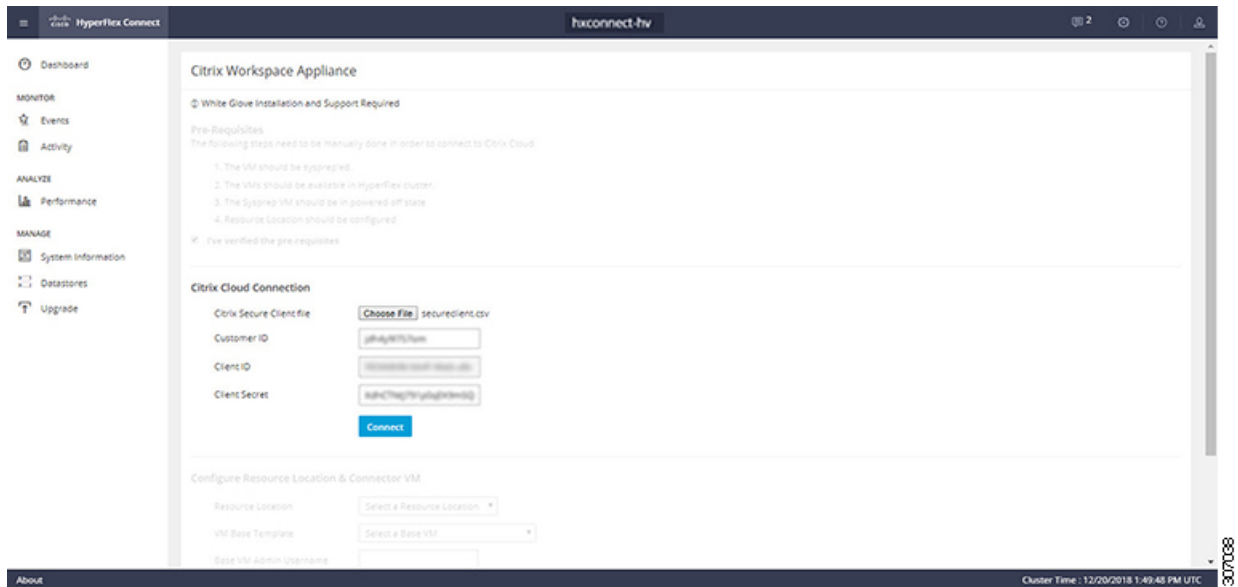 cisco HyperFlex Connect
hxconnect-hv
2
Dashboard
MONITOR
Events
Activity
ANALYZE
Performance
MANAGE
System Information
Datastores
Upgrade
Citrix Workspace Appliance
White Glove Installation and Support Required
Pre-Requisites
The following steps need to be manually done in order to connect to Citrix Cloud
1. The VM should be sysprep'ed.
2. The VMs should be available in HyperFlex cluster.
3. The Sysprep VM should be in powered off state
4. Resource Location should be configured
I've verified the pre-requisites
Citrix Cloud Connection
Citrix Secure Client file Choose File secureclient.csv
Customer ID
Client ID
Client Secret
Connect
Configure Resource Location & Connector VM
Resource Location Select a Resource Location
VM Base Template Select a Base VM
Base VM Admin Username
About
Cluster Time : 12/20/2018 1:49:48 PM UTC
307038